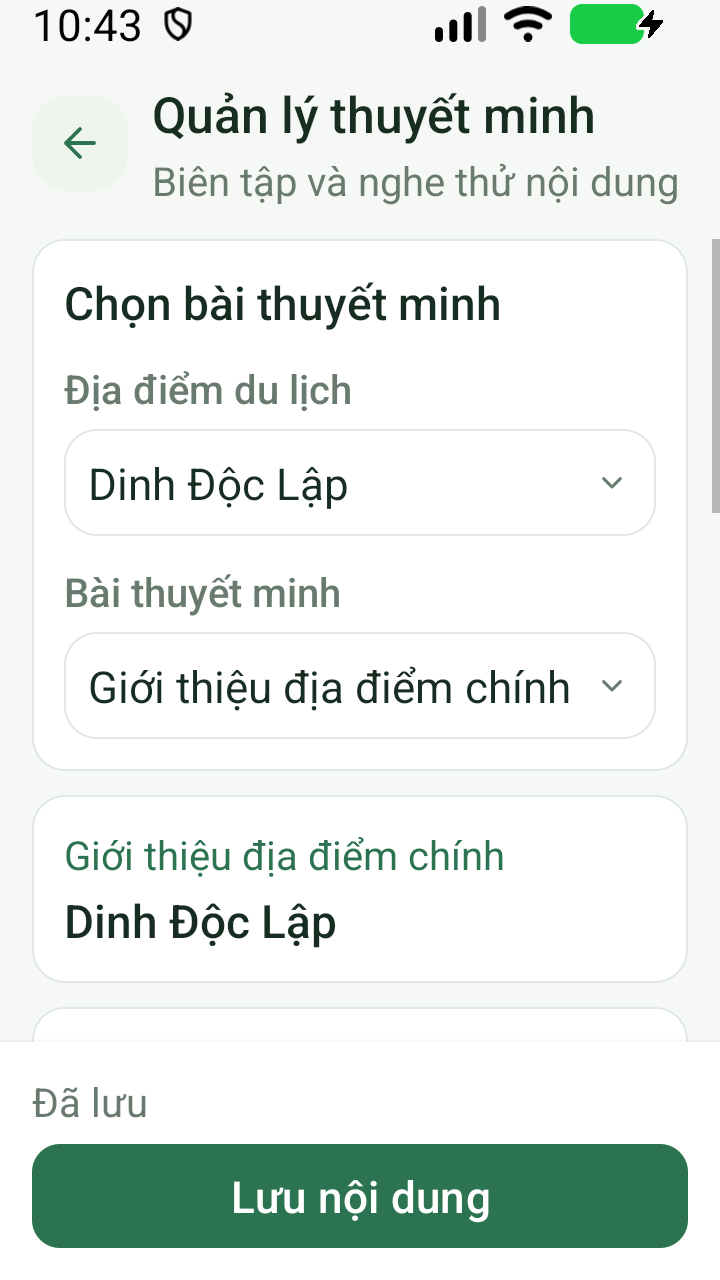 10:43
Quản lý thuyết minh
Biên tập và nghe thử nội dung
Chọn bài thuyết minh
Địa điểm du lịch
Dinh Độc Lập
Bài thuyết minh
Giới thiệu địa điểm chính
Giới thiệu địa điểm chính
Dinh Độc Lập
Đã lưu
Lưu nội dung